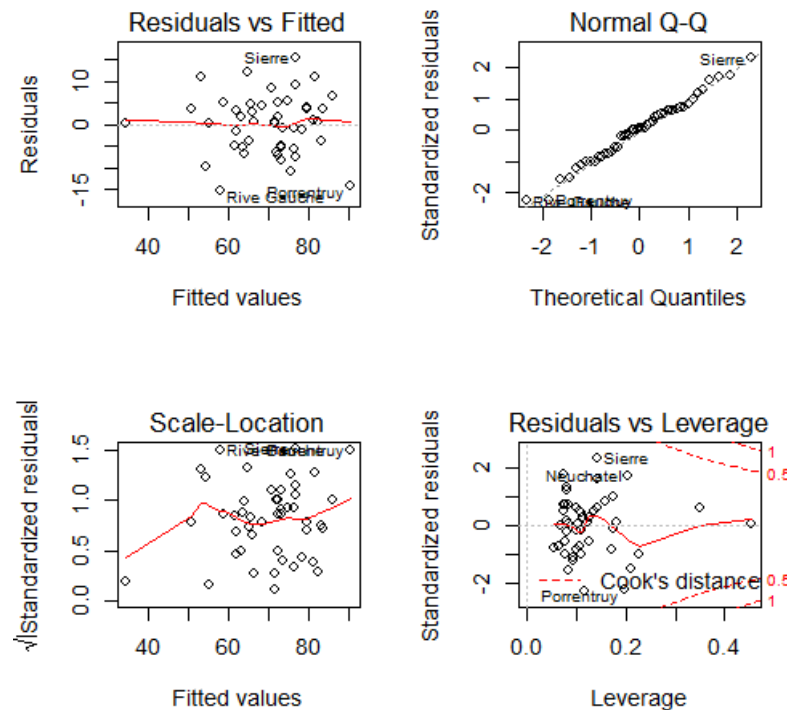 Residuals vs Fitted
Residuals
-15
0
10
Sierre
Rive Gauche
Porrentruy
40 60 80
Fitted values
Normal Q-Q
Standardized residuals
-2
0
2
Sierre
Porrentruy
-2 -1 0 1 2
Theoretical Quantiles
Scale-Location
√|Standardized residuals|
0.0
0.5
1.0
1.5
40 60 80
Fitted values
Residuals vs Leverage
Standardized residuals
-2
0
2
Sierre
Neuchatel
Porrentruy
Cook's distance
1
0.5
0.5
1
0.0 0.2 0.4
Leverage